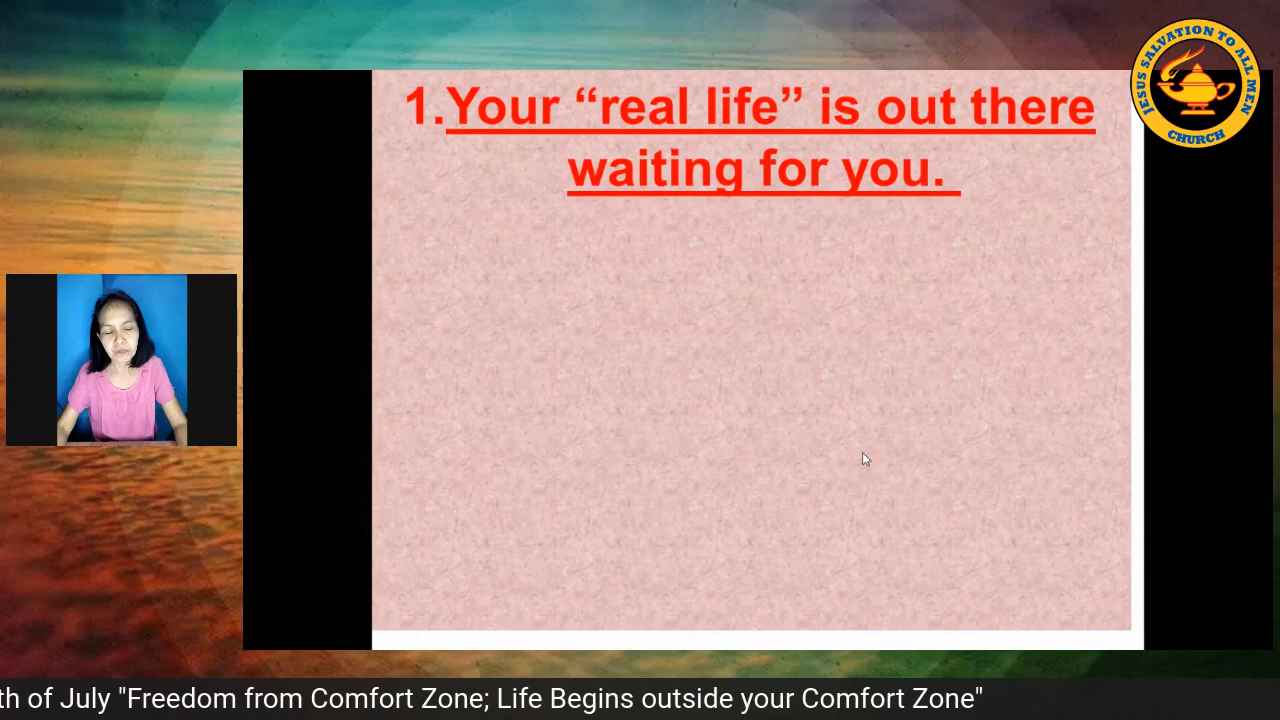 1.Your “real life” is out there
waiting for you.
JESUS SALVATION TO ALL MEN
CHURCH
th of July "Freedom from Comfort Zone; Life Begins outside your Comfort Zone"